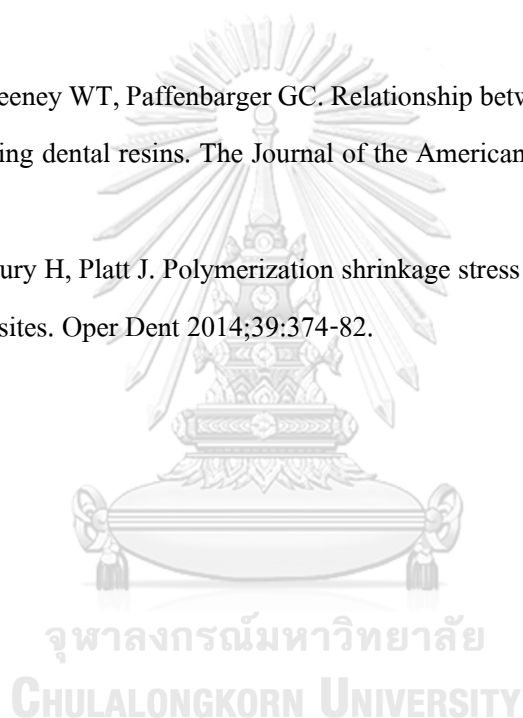 eeney WT, Paffenbarger GC. Relationship betw
ing dental resins. The Journal of the American
ury H, Platt J. Polymerization shrinkage stress
sites. Oper Dent 2014;39:374-82.
จุฬาลงกรณ์มหาวิทยาลัย
CHULALONGKORN UNIVERSITY